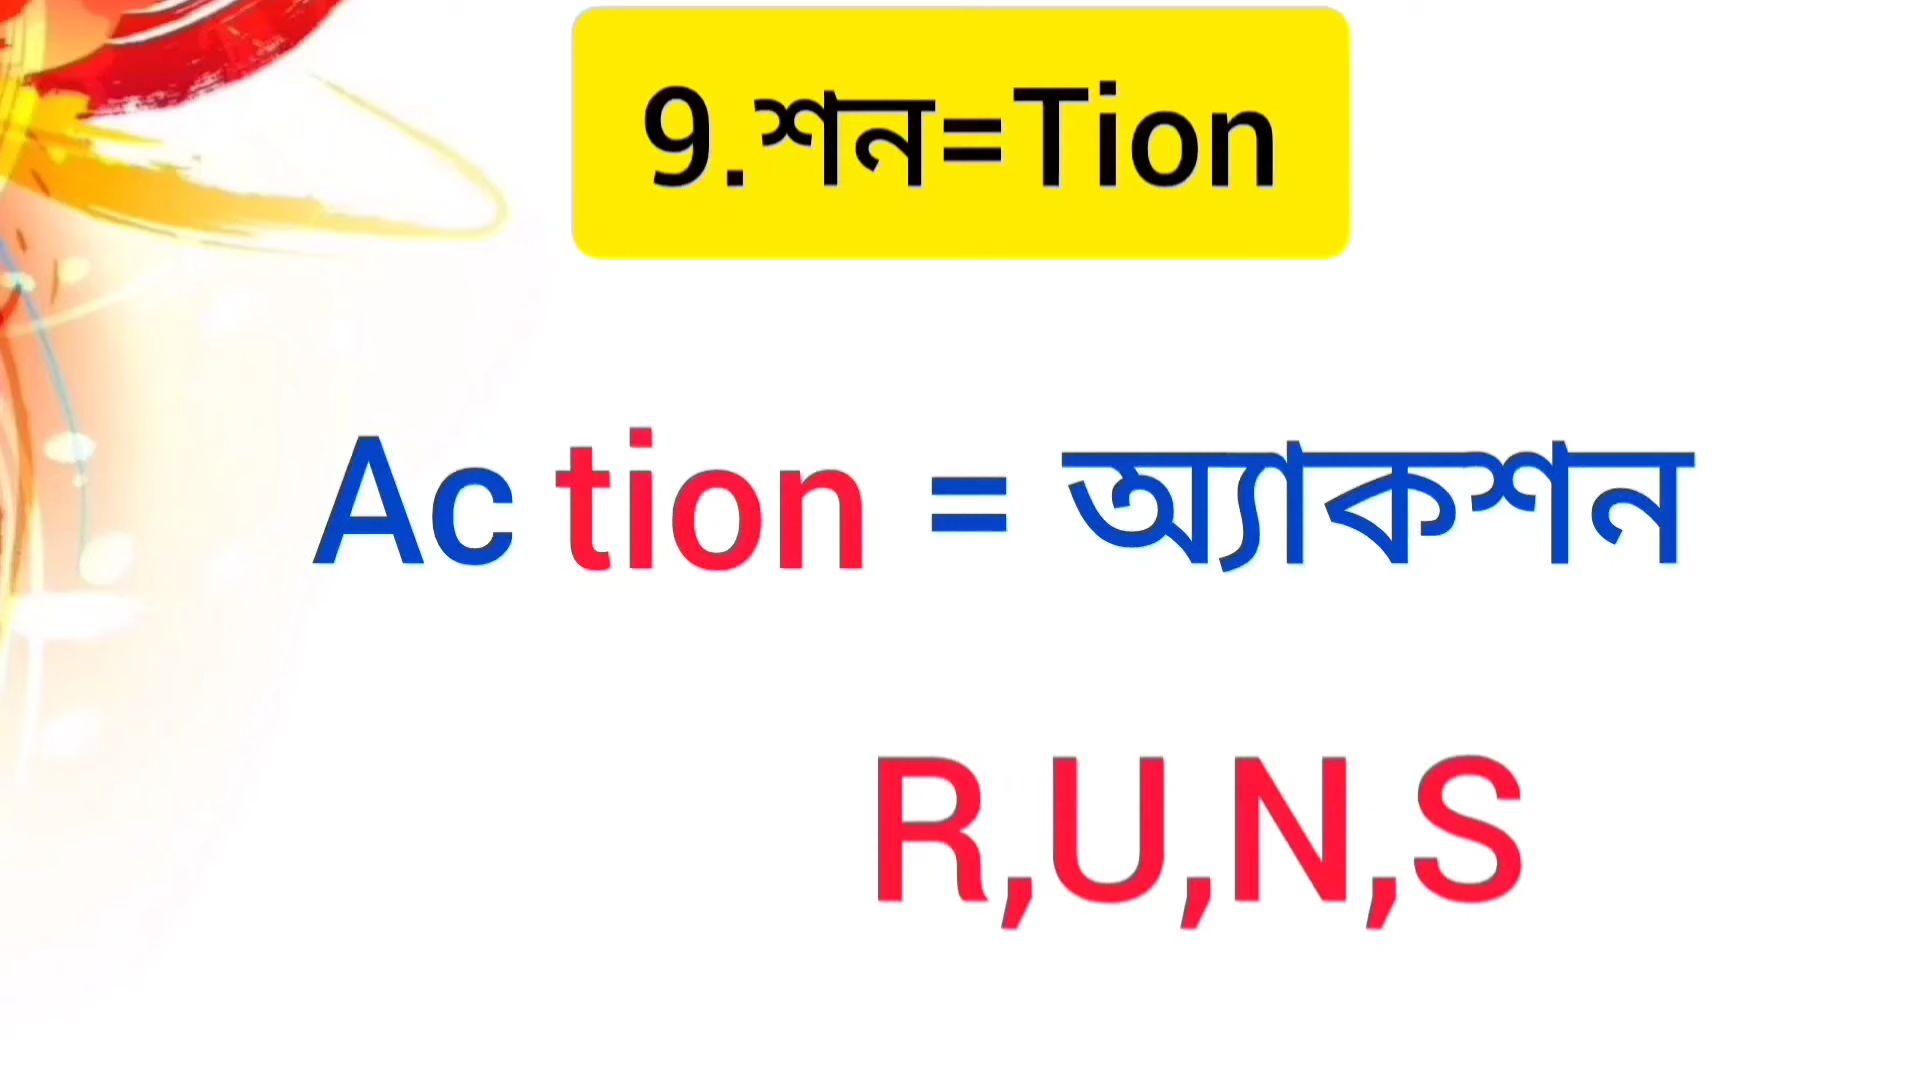 9.শন=Tion
Ac tion = অ্যাকশন
R,U,N,S